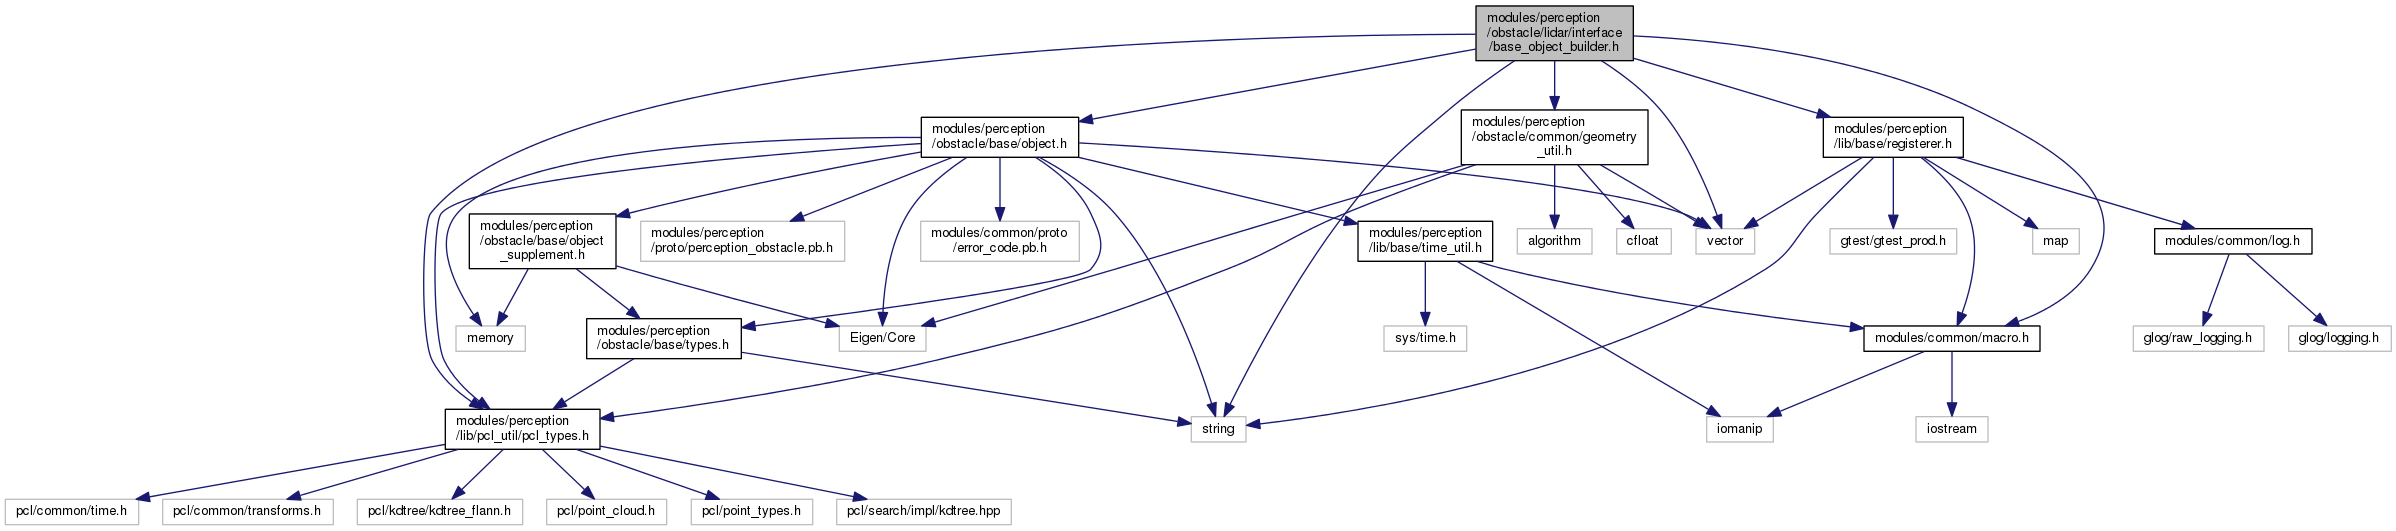 modules/perception
/obstacle/lidar/interface
/base_object_builder.h
modules/perception
/obstacle/base/object.h
modules/perception
/obstacle/common/geometry
_util.h
modules/perception
/lib/base/registerer.h
modules/perception
/obstacle/base/object
_supplement.h
modules/perception
/proto/perception_obstacle.pb.h
modules/common/proto
/error_code.pb.h
modules/perception
/lib/base/time_util.h
algorithm
cfloat
vector
gtest/gtest_prod.h
map
modules/common/log.h
memory
modules/perception
/obstacle/base/types.h
Eigen/Core
sys/time.h
modules/common/macro.h
glog/raw_logging.h
glog/logging.h
modules/perception
/lib/pcl_util/pcl_types.h
string
iomanip
iostream
pcl/common/time.h
pcl/common/transforms.h
pcl/kdtree/kdtree_flann.h
pcl/point_cloud.h
pcl/point_types.h
pcl/search/impl/kdtree.hpp